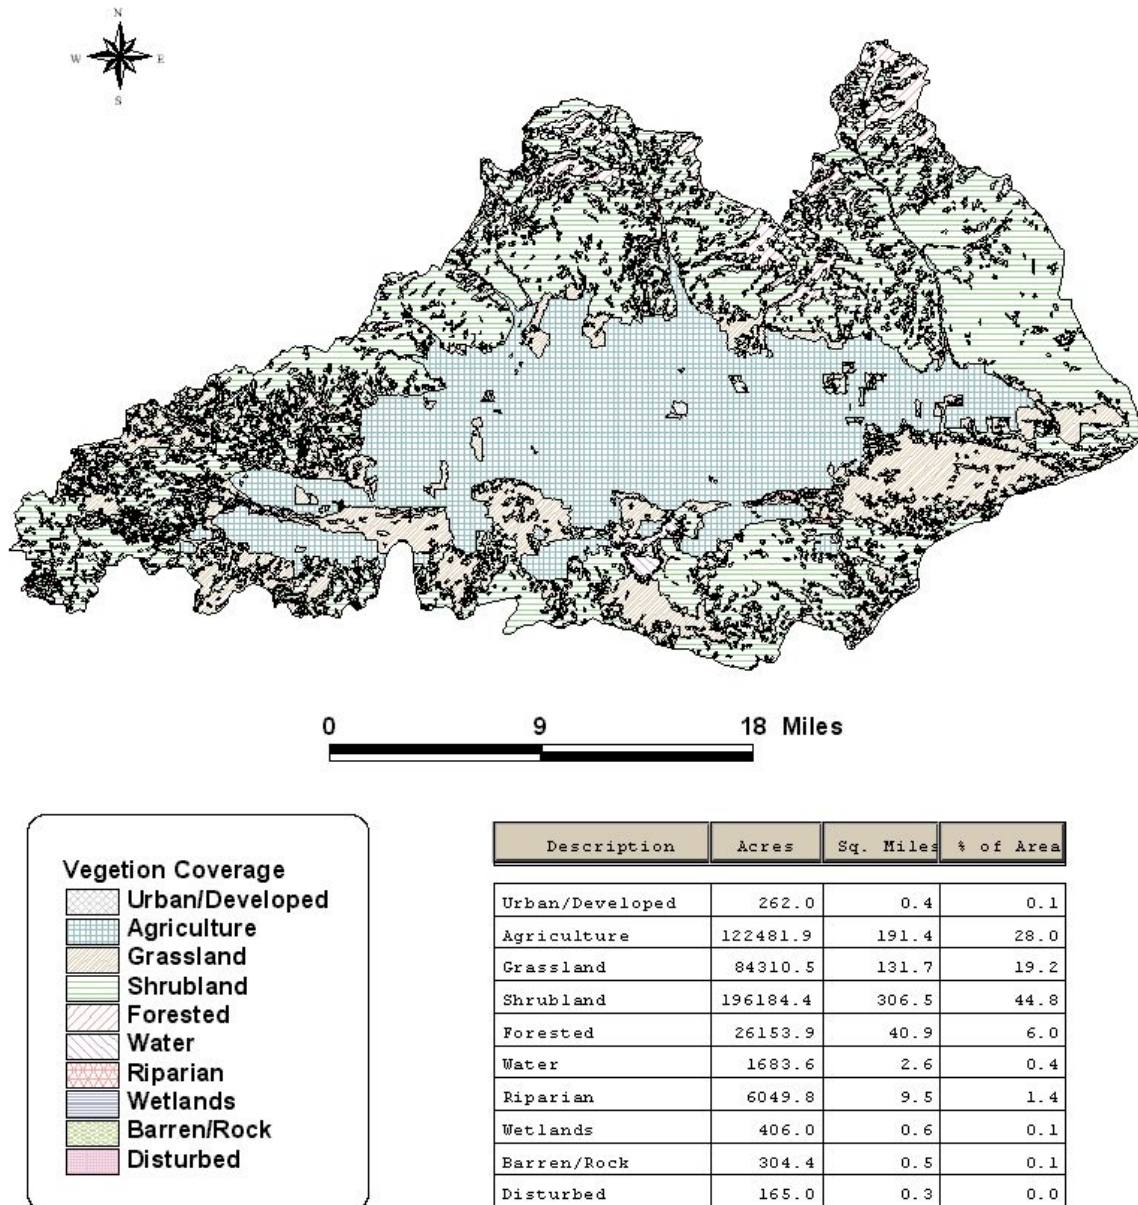 N
W E
S
0 9 18 Miles
Vegetion Coverage
Urban/Developed
Agriculture
Grassland
Shrubland
Forested
Water
Riparian
Wetlands
Barren/Rock
Disturbed
Description Acres Sq. Miles % of Area
Urban/Developed 262.0 0.4 0.1
Agriculture 122481.9 191.4 28.0
Grassland 84310.5 131.7 19.2
Shrubland 196184.4 306.5 44.8
Forested 26153.9 40.9 6.0
Water 1683.6 2.6 0.4
Riparian 6049.8 9.5 1.4
Wetlands 406.0 0.6 0.1
Barren/Rock 304.4 0.5 0.1
Disturbed 165.0 0.3 0.0